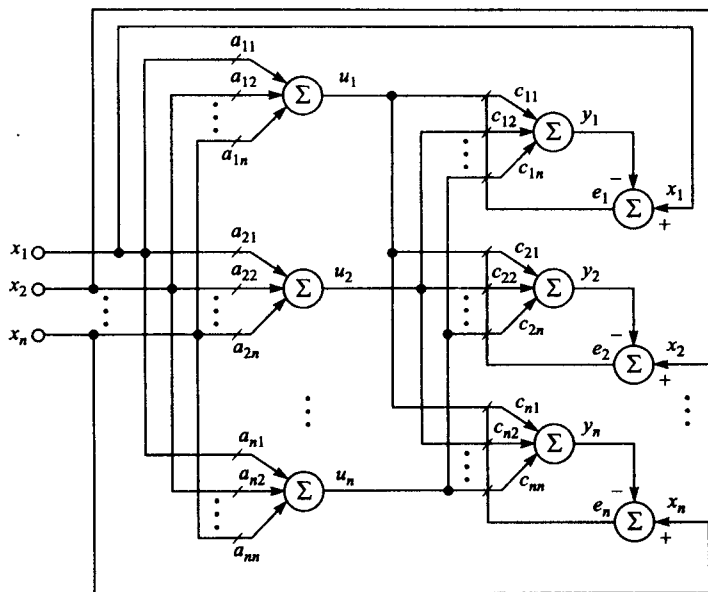 a11
a12
a1n
Σ
u1
c11
c12
c1n
Σ
y1
−
e1
Σ
x1
+
x1
x2
xn
a21
a22
a2n
Σ
u2
c21
c22
c2n
Σ
y2
−
e2
Σ
x2
+
an1
an2
ann
Σ
un
cn1
cn2
cnn
Σ
yn
−
en
Σ
xn
+